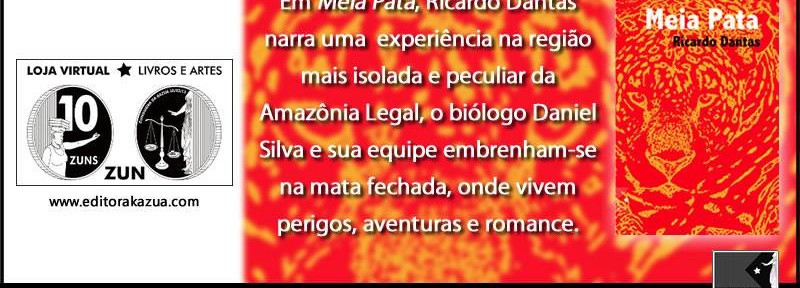 LOJA VIRTUAL ★ LIVROS E ARTES
10
ZUNS
ZUN
www.editorakazua.com
Em Meia Pata, Ricardo Dantas
narra uma experiência na região
mais isolada e peculiar da
Amazônia Legal, o biólogo Daniel
Silva e sua equipe embrenham-se
na mata fechada, onde vivem
perigos, aventuras e romance.
Meia Pata
Ricardo Dantas